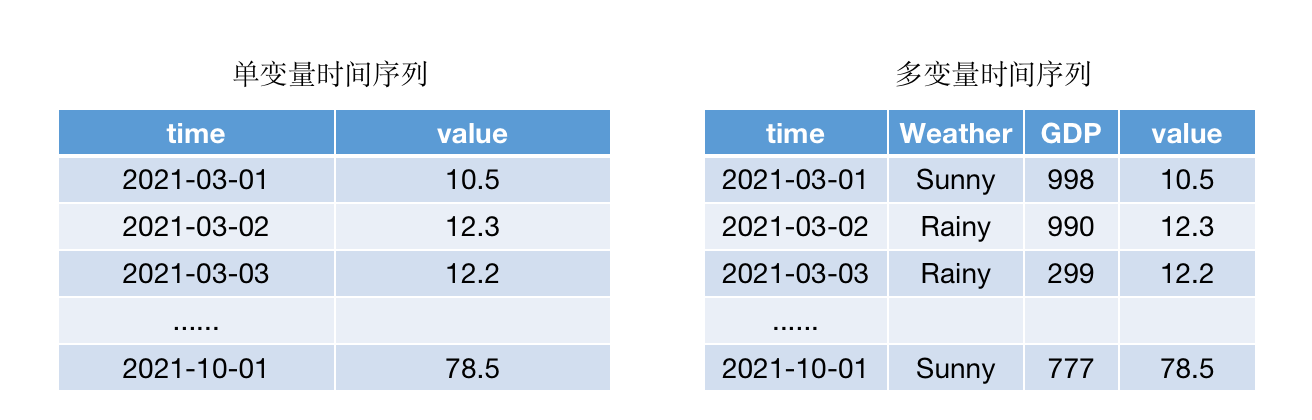 单变量时间序列
time value
2021-03-01 10.5
2021-03-02 12.3
2021-03-03 12.2
......
2021-10-01 78.5
多变量时间序列
time Weather GDP value
2021-03-01 Sunny 998 10.5
2021-03-02 Rainy 990 12.3
2021-03-03 Rainy 299 12.2
......
2021-10-01 Sunny 777 78.5